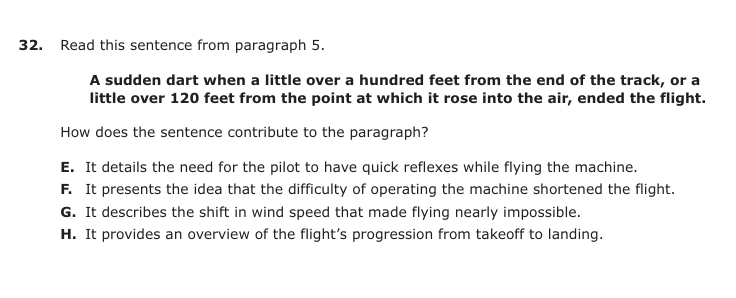 32. Read this sentence from paragraph 5.
A sudden dart when a little over a hundred feet from the end of the track, or a
little over 120 feet from the point at which it rose into the air, ended the flight.
How does the sentence contribute to the paragraph?
E. It details the need for the pilot to have quick reflexes while flying the machine.
F. It presents the idea that the difficulty of operating the machine shortened the flight.
G. It describes the shift in wind speed that made flying nearly impossible.
H. It provides an overview of the flight's progression from takeoff to landing.